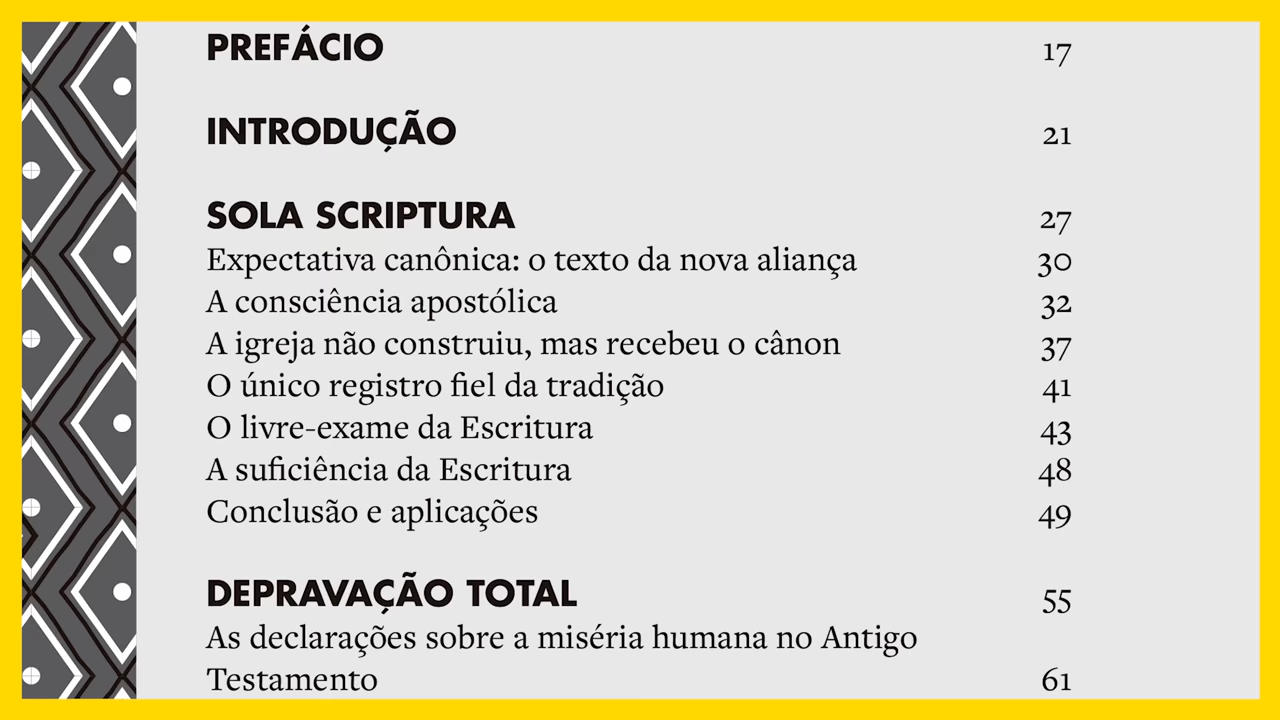 PREFÁCIO 17
INTRODUÇÃO 21
SOLA SCRIPTURA 27
Expectativa canônica: o texto da nova aliança 30
A consciência apostólica 32
A igreja não construiu, mas recebeu o cânon 37
O único registro fiel da tradição 41
O livre-exame da Escritura 43
A suficiência da Escritura 48
Conclusão e aplicações 49
DEPRAVAÇÃO TOTAL 55
As declarações sobre a miséria humana no Antigo
Testamento 61